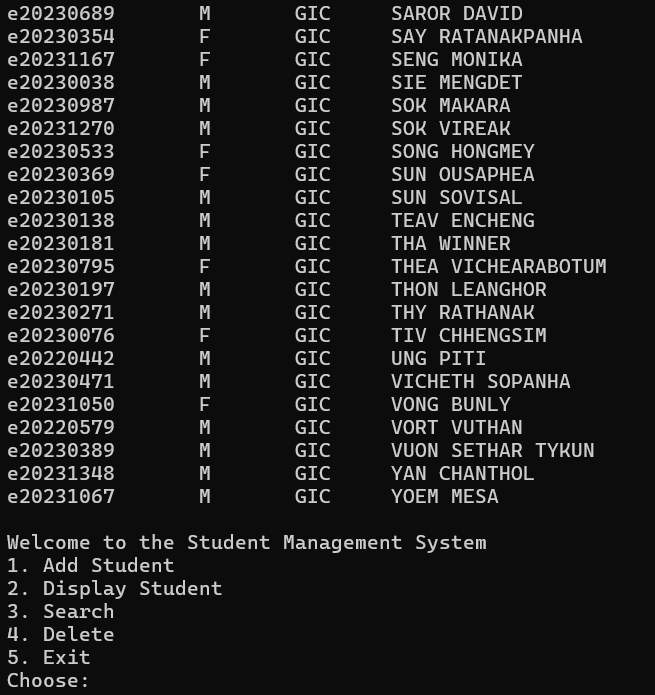 e20230689 M GIC SAROR DAVID
e20230354 F GIC SAY RATANAKPANHA
e20231167 F GIC SENG MONIKA
e20230038 M GIC SIE MENGDET
e20230987 M GIC SOK MAKARA
e20231270 M GIC SOK VIREAK
e20230533 F GIC SONG HONGMEY
e20230369 F GIC SUN OUSAPHEA
e20230105 M GIC SUN SOVISAL
e20230138 M GIC TEAV ENCHENG
e20230181 M GIC THA WINNER
e20230795 F GIC THEA VICHEARABOTUM
e20230197 M GIC THON LEANGHOR
e20230271 M GIC THY RATHANAK
e20230076 F GIC TIV CHHENGSIM
e20220442 M GIC UNG PITI
e20230471 M GIC VICHETH SOPANHA
e20231050 F GIC VONG BUNLY
e20220579 M GIC VORT VUTHAN
e20230389 M GIC VUON SETHAR TYKUN
e20231348 M GIC YAN CHANTHOL
e20231067 M GIC YOEM MESA
Welcome to the Student Management System
1. Add Student
2. Display Student
3. Search
4. Delete
5. Exit
Choose: